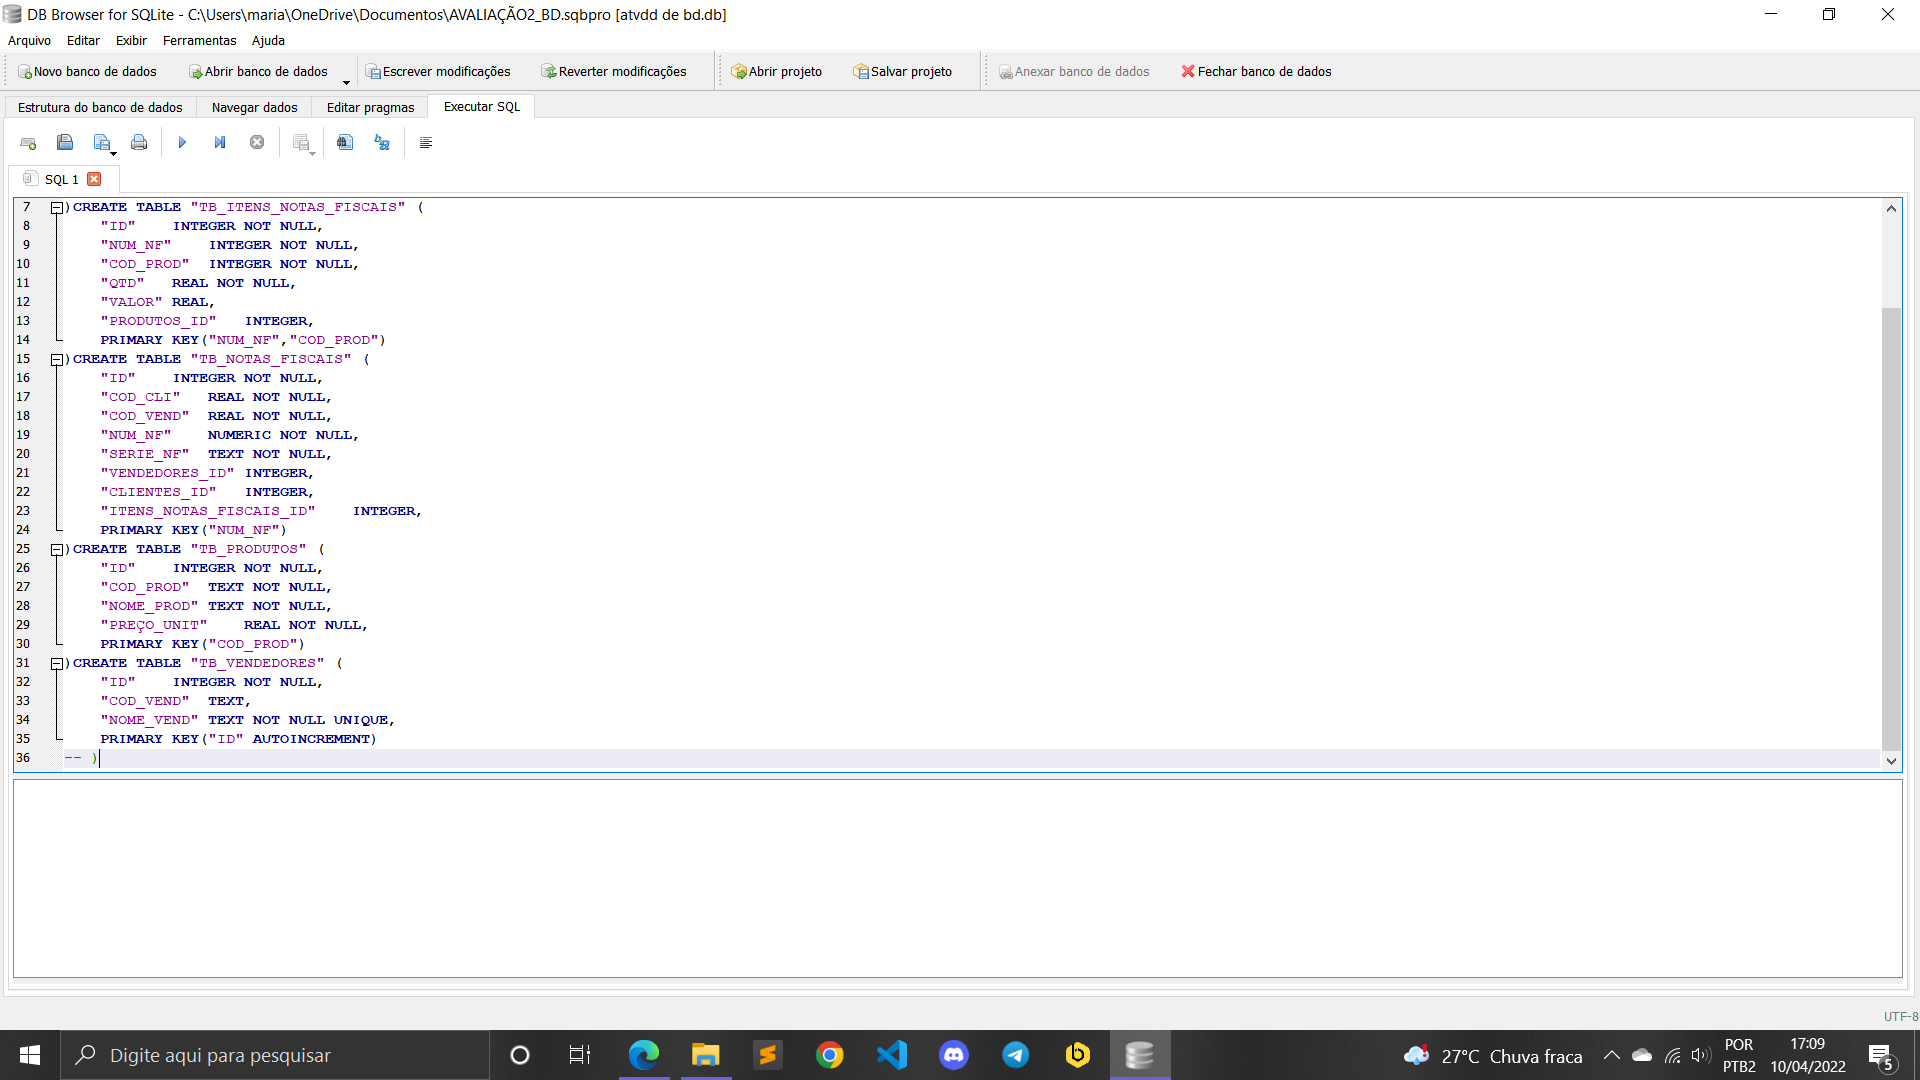 DB Browser for SQLite - C:\Users\maria\OneDrive\Documentos\AVALIAÇÃO2_BD.sqbpro [atvdd de bd.db]
Arquivo Editar Exibir Ferramentas Ajuda
Novo banco de dados Abrir banco de dados Escrever modificações Reverter modificações Abrir projeto Salvar projeto Anexar banco de dados Fechar banco de dados
Estrutura do banco de dados Navegar dados Editar pragmas Executar SQL
SQL 1
7 )CREATE TABLE "TB_ITENS_NOTAS_FISCAIS" (
8 "ID" INTEGER NOT NULL,
9 "NUM_NF" INTEGER NOT NULL,
10 "COD_PROD" INTEGER NOT NULL,
11 "QTD" REAL NOT NULL,
12 "VALOR" REAL,
13 "PRODUTOS_ID" INTEGER,
14 PRIMARY KEY("NUM_NF","COD_PROD")
15 )CREATE TABLE "TB_NOTAS_FISCAIS" (
16 "ID" INTEGER NOT NULL,
17 "COD_CLI" REAL NOT NULL,
18 "COD_VEND" REAL NOT NULL,
19 "NUM_NF" NUMERIC NOT NULL,
20 "SERIE_NF" TEXT NOT NULL,
21 "VENDEDORES_ID" INTEGER,
22 "CLIENTES_ID" INTEGER,
23 "ITENS_NOTAS_FISCAIS_ID" INTEGER,
24 PRIMARY KEY("NUM_NF")
25 )CREATE TABLE "TB_PRODUTOS" (
26 "ID" INTEGER NOT NULL,
27 "COD_PROD" TEXT NOT NULL,
28 "NOME_PROD" TEXT NOT NULL,
29 "PREÇO_UNIT" REAL NOT NULL,
30 PRIMARY KEY("COD_PROD")
31 )CREATE TABLE "TB_VENDEDORES" (
32 "ID" INTEGER NOT NULL,
33 "COD_VEND" TEXT,
34 "NOME_VEND" TEXT NOT NULL UNIQUE,
35 PRIMARY KEY("ID" AUTOINCREMENT)
36 -- )
UTF-8
Digite aqui para pesquisar
27°C Chuva fraca
POR
PTB2
17:09
10/04/2022
5